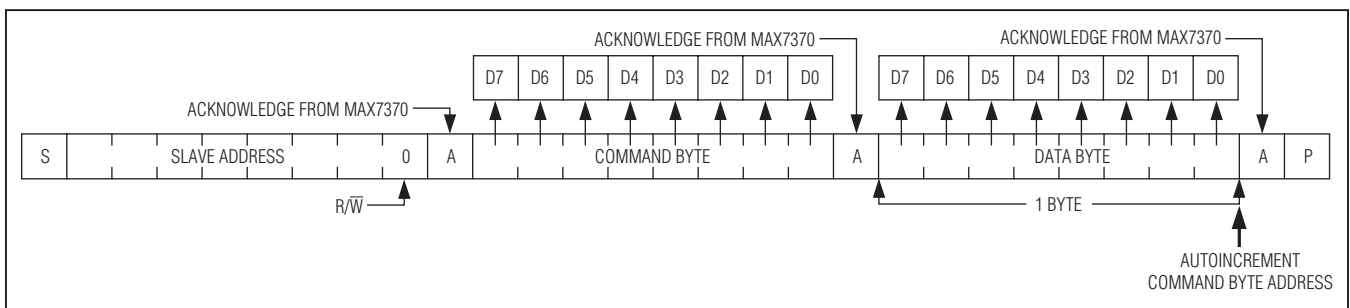 ACKNOWLEDGE FROM MAX7370 ACKNOWLEDGE FROM MAX7370
D7 D6 D5 D4 D3 D2 D1 D0 D7 D6 D5 D4 D3 D2 D1 D0
ACKNOWLEDGE FROM MAX7370
S SLAVE ADDRESS 0 A COMMAND BYTE A DATA BYTE A P
R/W̅ 1 BYTE
AUTOINCREMENT
COMMAND BYTE ADDRESS